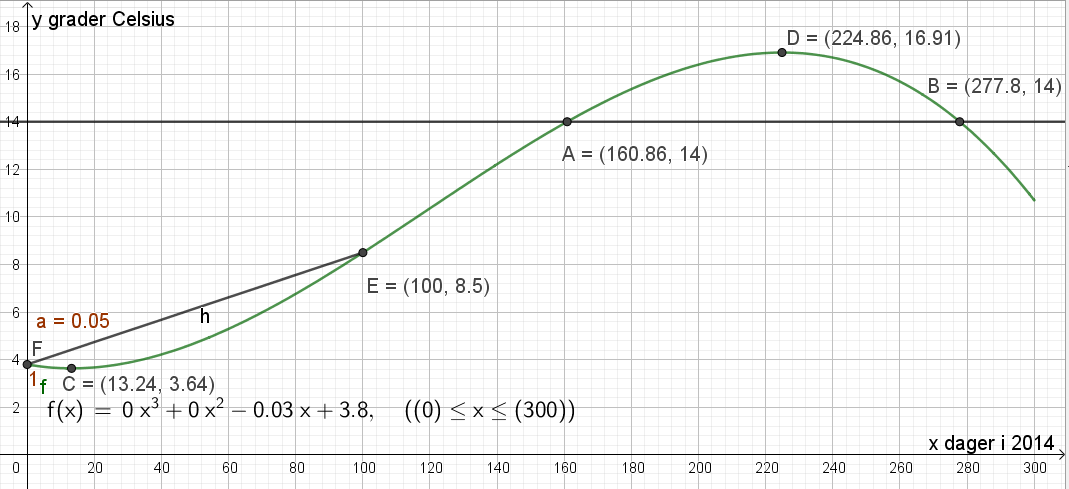 y grader Celsius
18
D = (224.86, 16.91)
16
B = (277.8, 14)
14
A = (160.86, 14)
12
10
8
E = (100, 8.5)
6
a = 0.05
h
F
4
1
f
C = (13.24, 3.64)
f(x) = 0 x³ + 0 x² − 0.03 x + 3.8, ((0) ≤ x ≤ (300))
2
x dager i 2014
0 20 40 60 80 100 120 140 160 180 200 220 240 260 280 300